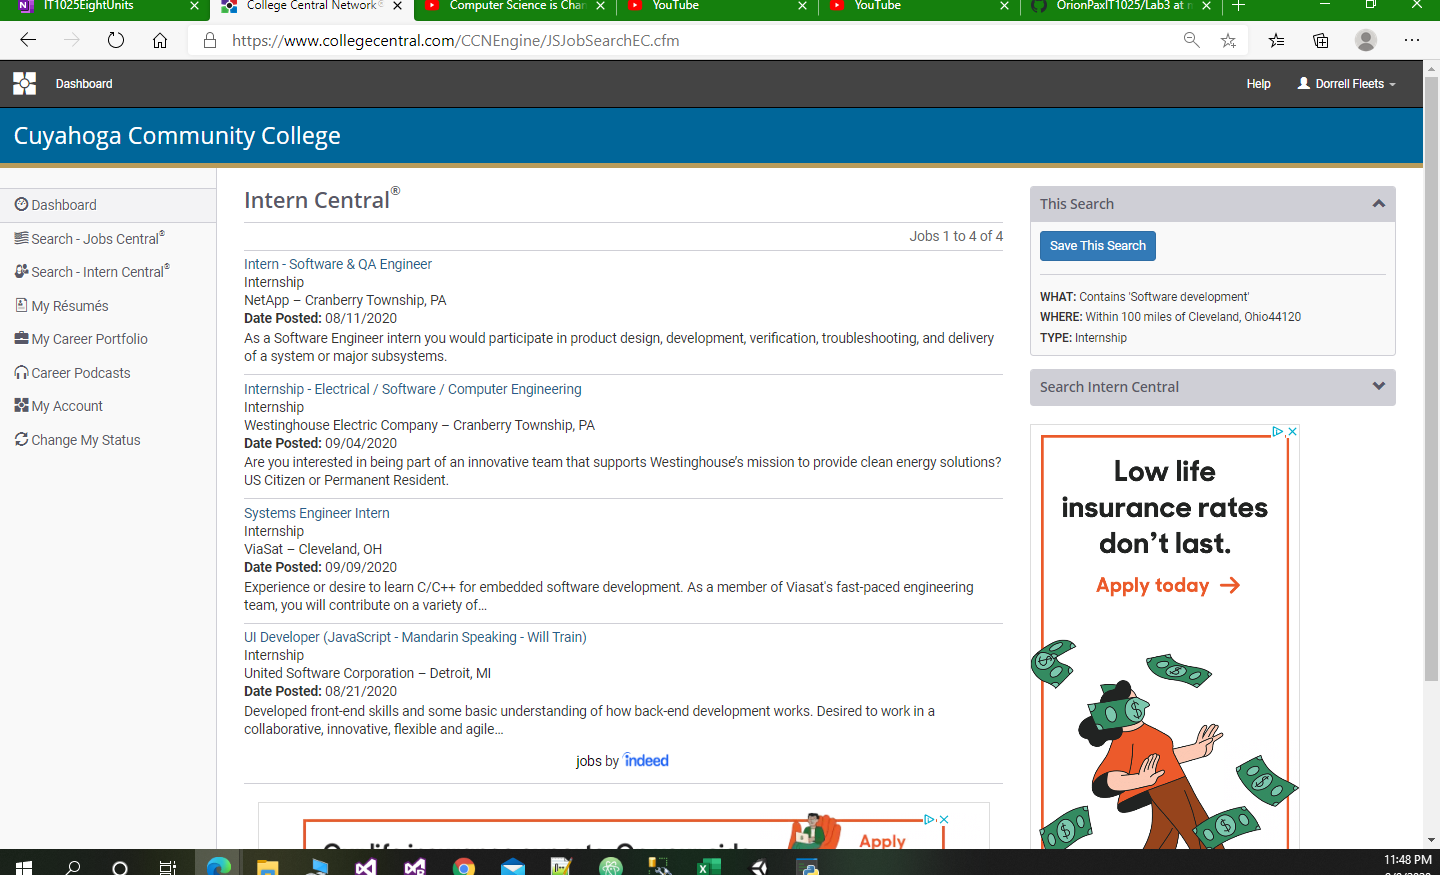 IT1025EightUnits
College Central Network®
Computer Science is Chan
YouTube
YouTube
OrionPaxIT1025/Lab3 at m
https://www.collegecentral.com/CCNEngine/JSJobSearchEC.cfm
Dashboard
Help
Dorrell Fleets
Cuyahoga Community College
Dashboard
Search - Jobs Central®
Search - Intern Central®
My Résumés
My Career Portfolio
Career Podcasts
My Account
Change My Status
Intern Central®
Jobs 1 to 4 of 4
Intern - Software & QA Engineer
Internship
NetApp – Cranberry Township, PA
Date Posted: 08/11/2020
As a Software Engineer intern you would participate in product design, development, verification, troubleshooting, and delivery
of a system or major subsystems.
Internship - Electrical / Software / Computer Engineering
Internship
Westinghouse Electric Company – Cranberry Township, PA
Date Posted: 09/04/2020
Are you interested in being part of an innovative team that supports Westinghouse’s mission to provide clean energy solutions?
US Citizen or Permanent Resident.
Systems Engineer Intern
Internship
ViaSat – Cleveland, OH
Date Posted: 09/09/2020
Experience or desire to learn C/C++ for embedded software development. As a member of Viasat's fast-paced engineering
team, you will contribute on a variety of...
UI Developer (JavaScript - Mandarin Speaking - Will Train)
Internship
United Software Corporation – Detroit, MI
Date Posted: 08/21/2020
Developed front-end skills and some basic understanding of how back-end development works. Desired to work in a
collaborative, innovative, flexible and agile...
jobs by indeed
This Search
Save This Search
WHAT: Contains 'Software development'
WHERE: Within 100 miles of Cleveland, Ohio44120
TYPE: Internship
Search Intern Central
Low life
insurance rates
don’t last.
Apply today
Apply
11:48 PM